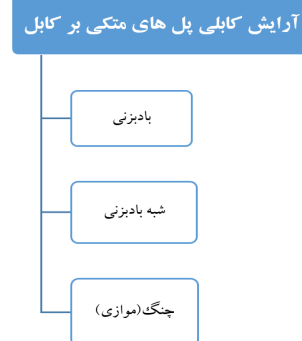 آرایش کابلی پل های متکی بر کابل
بادبزنی
شبه بادبزنی
چنگ(موازی)